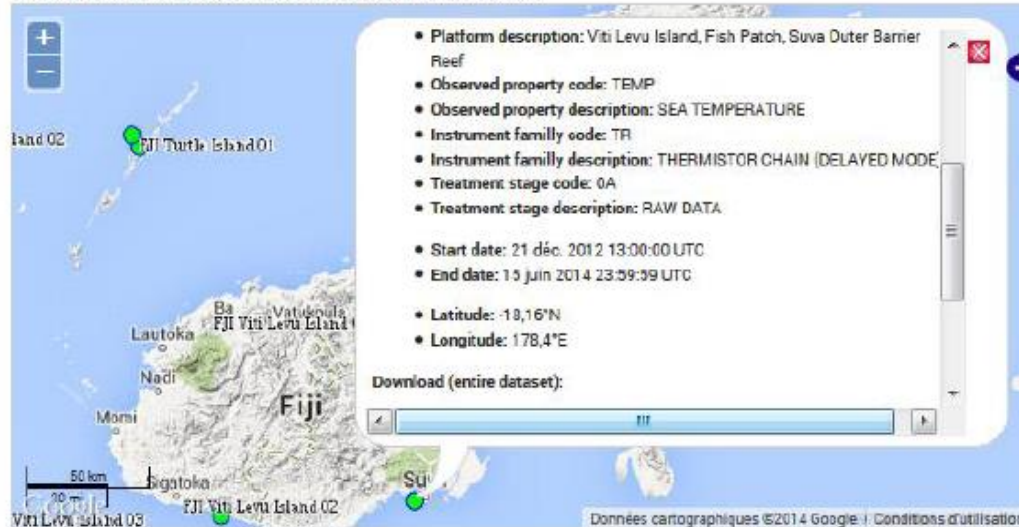 +
−
• Platform description: Viti Levu Island, Fish Patch, Suva Outer Barrier
Reef
• Observed property code: TEMP
• Observed property description: SEA TEMPERATURE
• Instrument familly code: TR
• Instrument familly description: THERMISTOR CHAIN (DELAYED MODE)
• Treatment stage code: 0A
• Treatment stage description: RAW DATA
• Start date: 21 déc. 2012 13:00:00 UTC
• End date: 15 juin 2014 23:59:59 UTC
• Latitude: -18,16°N
• Longitude: 178,4°E
Download (entire dataset):
land 02
FJI Turtle Island 01
Ba
Vatukoula
FJI Viti Levu Island
Lautoka
Nadi
Fiji
Momi
50 km
Sigatoka
Su
Google
FJI Viti Levu Island 02
Viti Levu Island 03
Données cartographiques ©2014 Google
Conditions d'utilisation